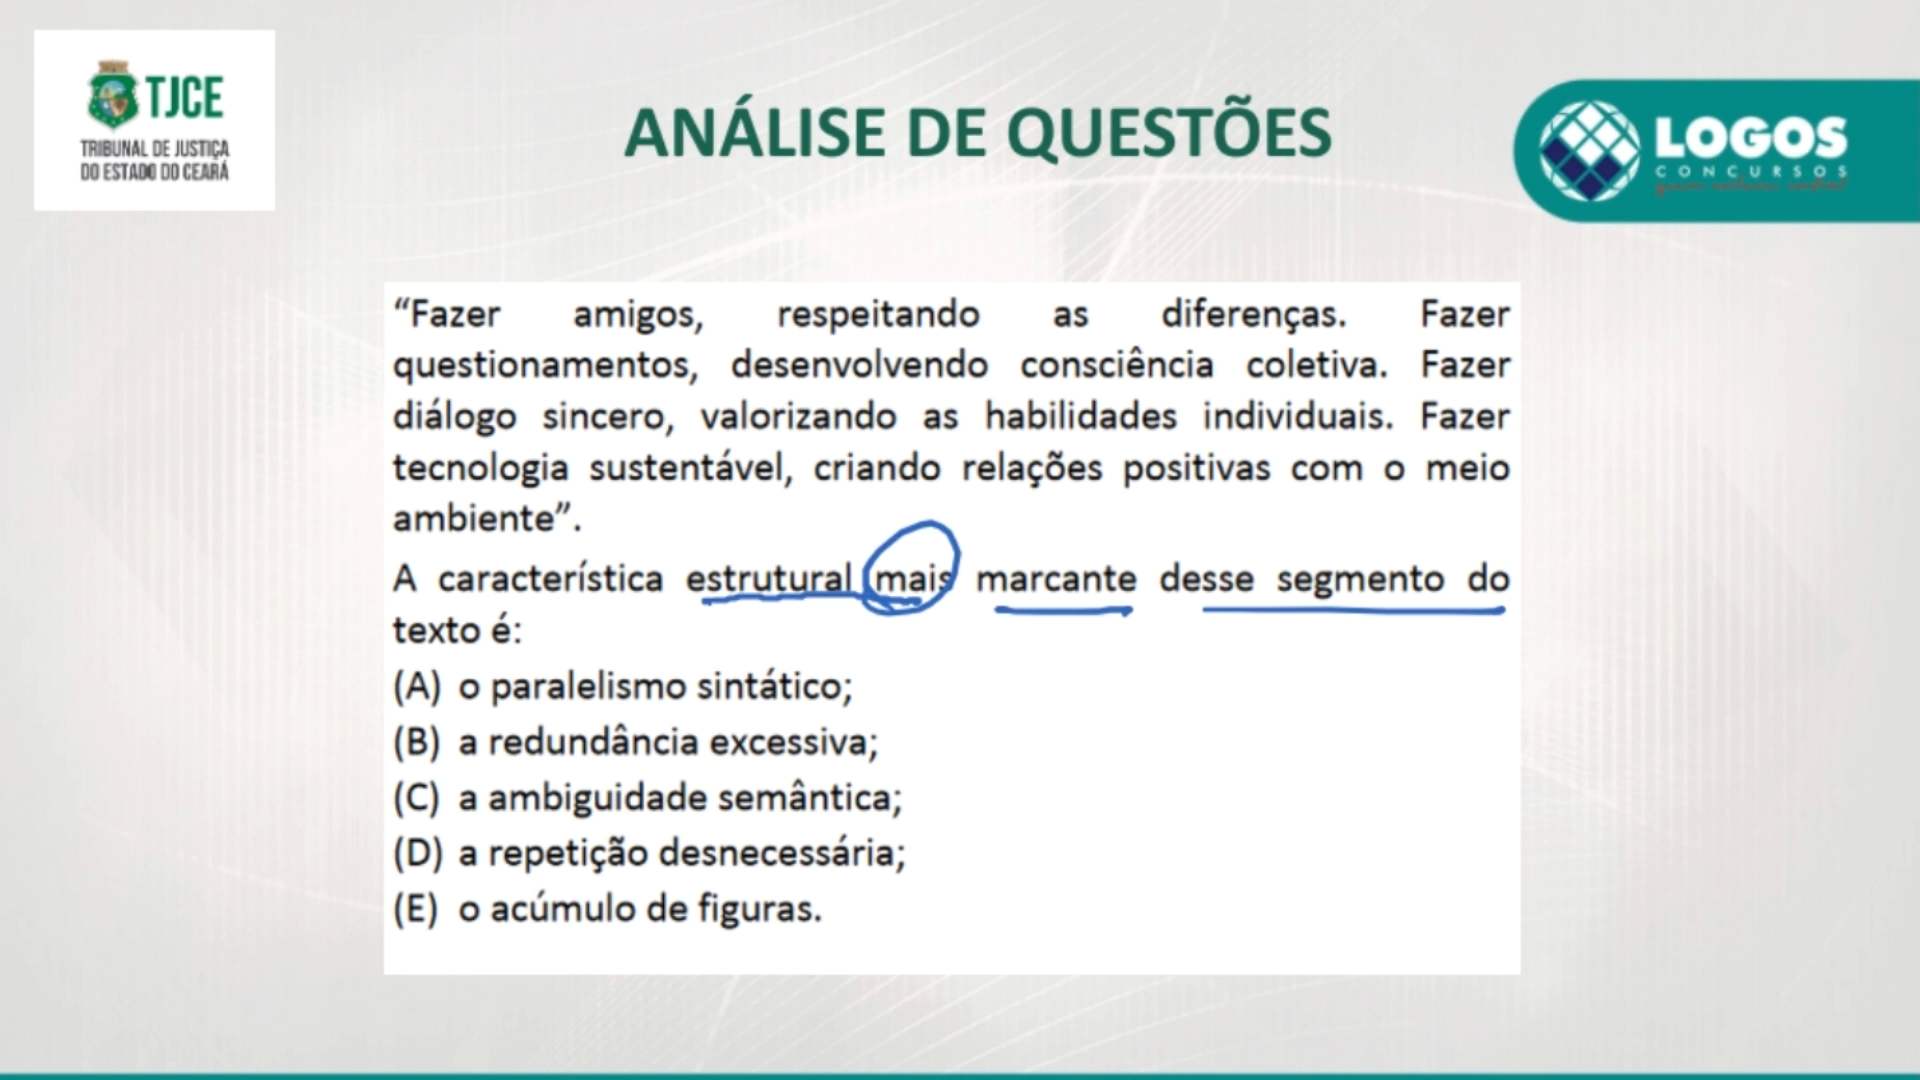 TJCE
TRIBUNAL DE JUSTIÇA
DO ESTADO DO CEARÁ
ANÁLISE DE QUESTÕES
LOGOS
CONCURSOS
“Fazer amigos, respeitando as diferenças. Fazer
questionamentos, desenvolvendo consciência coletiva. Fazer
diálogo sincero, valorizando as habilidades individuais. Fazer
tecnologia sustentável, criando relações positivas com o meio
ambiente”.
A característica estrutural mais marcante desse segmento do
texto é:
(A) o paralelismo sintático;
(B) a redundância excessiva;
(C) a ambiguidade semântica;
(D) a repetição desnecessária;
(E) o acúmulo de figuras.